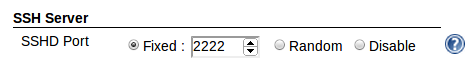 SSH Server
SSHD Port Fixed : 2222 Random Disable ?